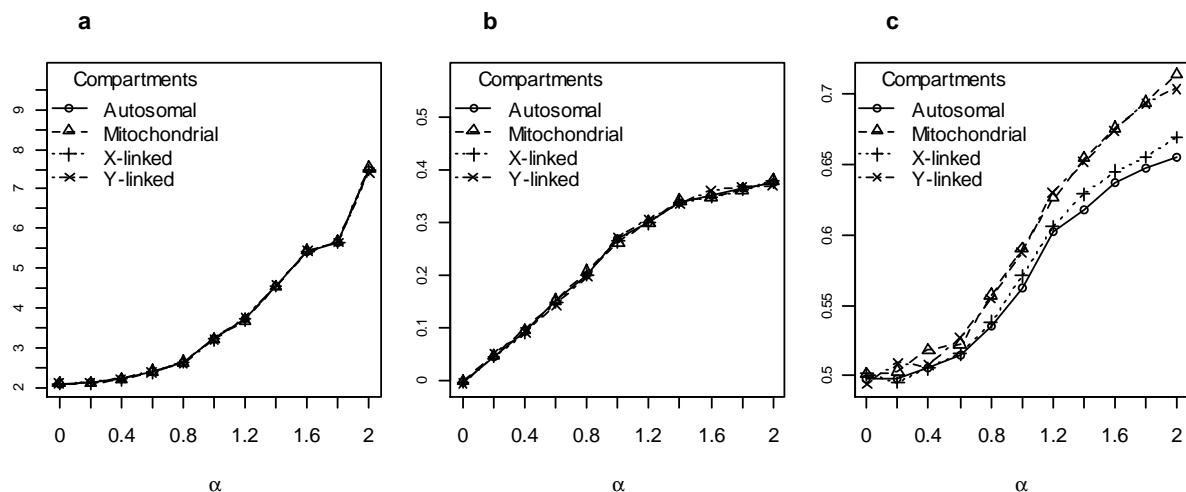 a
Compartments
Autosomal
Mitochondrial
X-linked
Y-linked
9
8
7
6
5
4
3
2
0 0.4 0.8 1.2 1.6 2
α
b
Compartments
Autosomal
Mitochondrial
X-linked
Y-linked
0.5
0.4
0.3
0.2
0.1
0
0 0.4 0.8 1.2 1.6 2
α
c
Compartments
Autosomal
Mitochondrial
X-linked
Y-linked
0.7
0.65
0.6
0.55
0.5
0 0.4 0.8 1.2 1.6 2
α